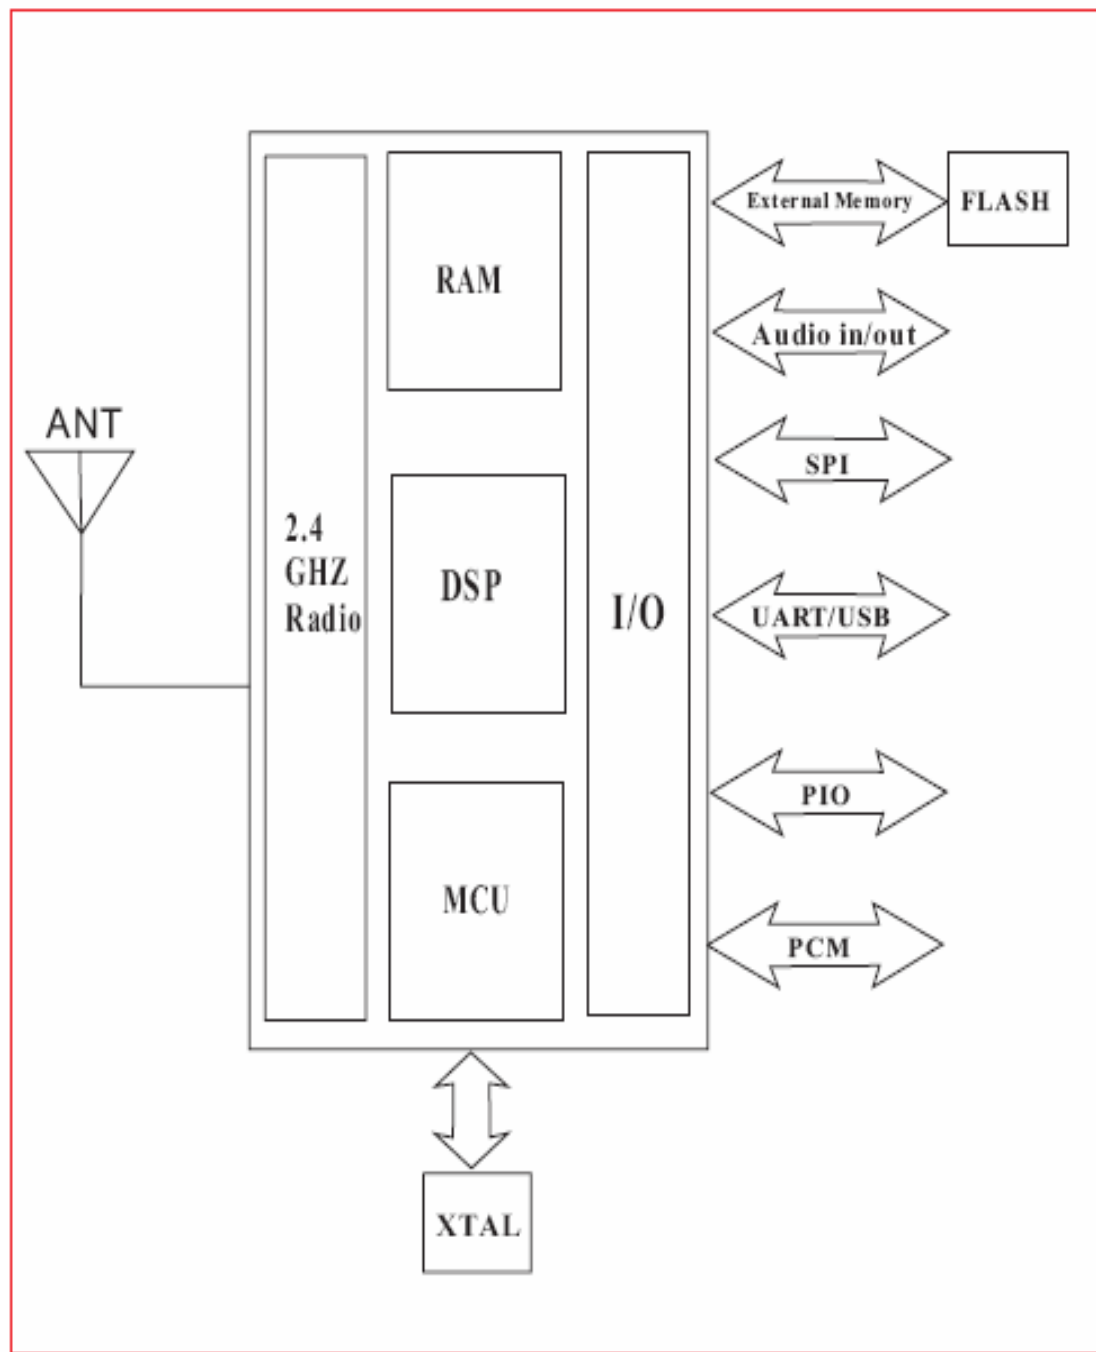 External Memory
FLASH
RAM
Audio in/out
ANT
SPI
2.4
GHZ
Radio
DSP
I/O
UART/USB
PIO
MCU
PCM
XTAL